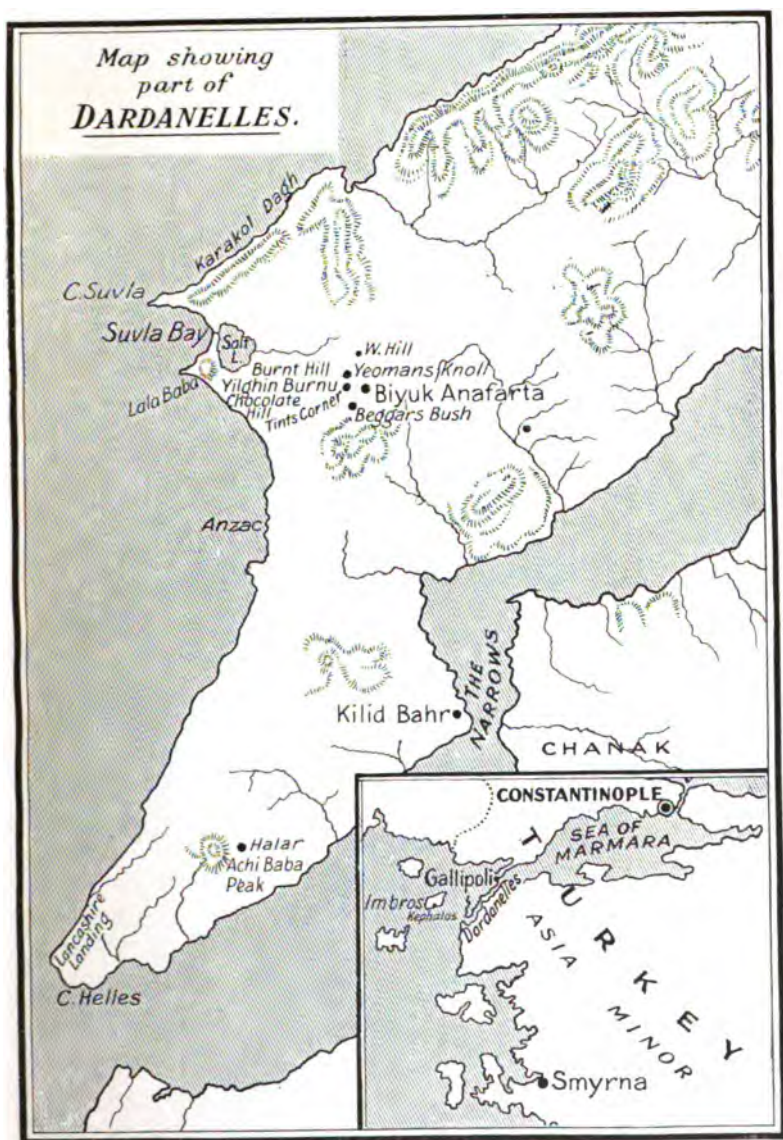 Map showing
part of
DARDANELLES.
Karakol Dagh
C. Suvla
Suvla Bay
Salt
L.
Lala Baba
W. Hill
Burnt Hill
Yeomans Knoll
Yilghin Burnu
Biyuk Anafarta
Chocolate
Hill
Tints Corner
Beggars Bush
Anzac
THE
NARROWS
Kilid Bahr
CHANAK
Halar
Achi Baba
Peak
Lancashire
Landing
C. Helles
CONSTANTINOPLE
SEA OF
MARMARA
Gallipoli
Imbros
Kephalos
Dardanelles
TURKEY
ASIA MINOR
Smyrna